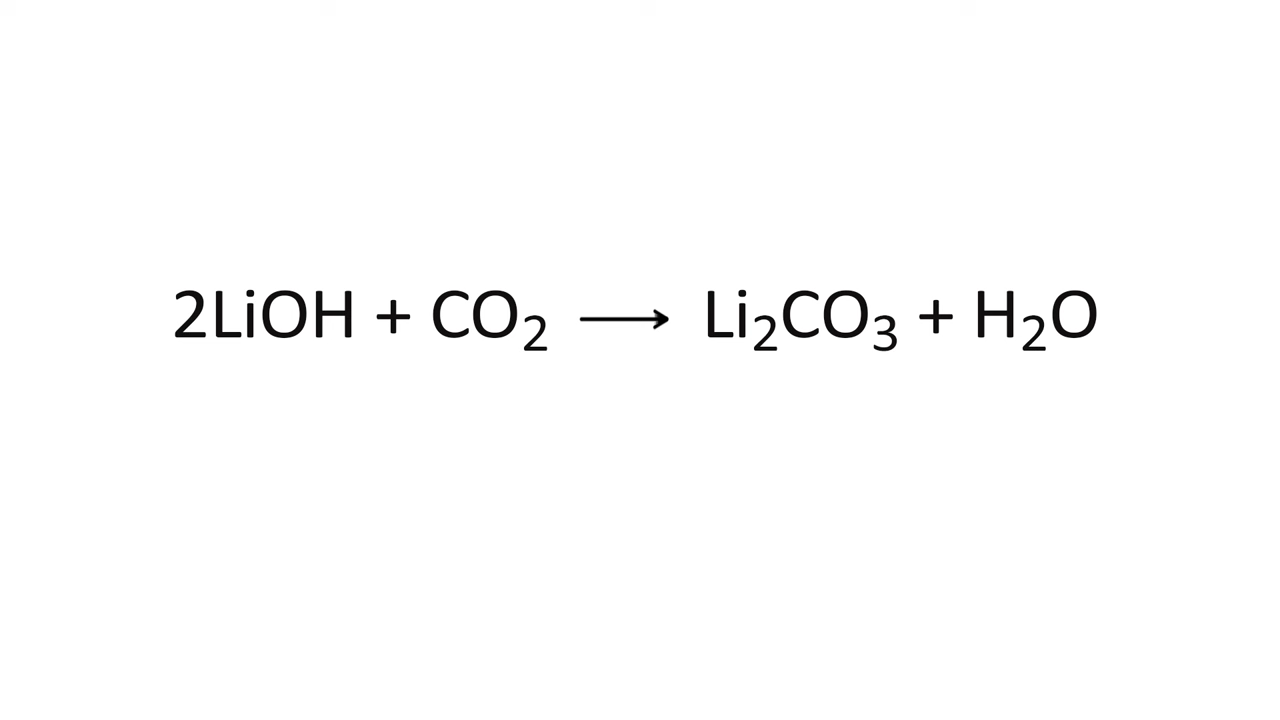 2LiOH + CO₂ ⟶ Li₂CO₃ + H₂O